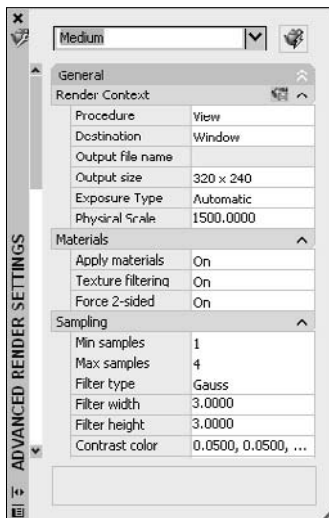 Medium
General
Render Context
Procedure View
Destination Window
Output file name
Output size 320 x 240
Exposure Type Automatic
Physical Scale 1500.0000
Materials
Apply materials On
Texture filtering On
Force 2-sided On
Sampling
Min samples 1
Max samples 4
Filter type Gauss
Filter width 3.0000
Filter height 3.0000
Contrast color 0.0500, 0.0500, ...
ADVANCED RENDER SETTINGS